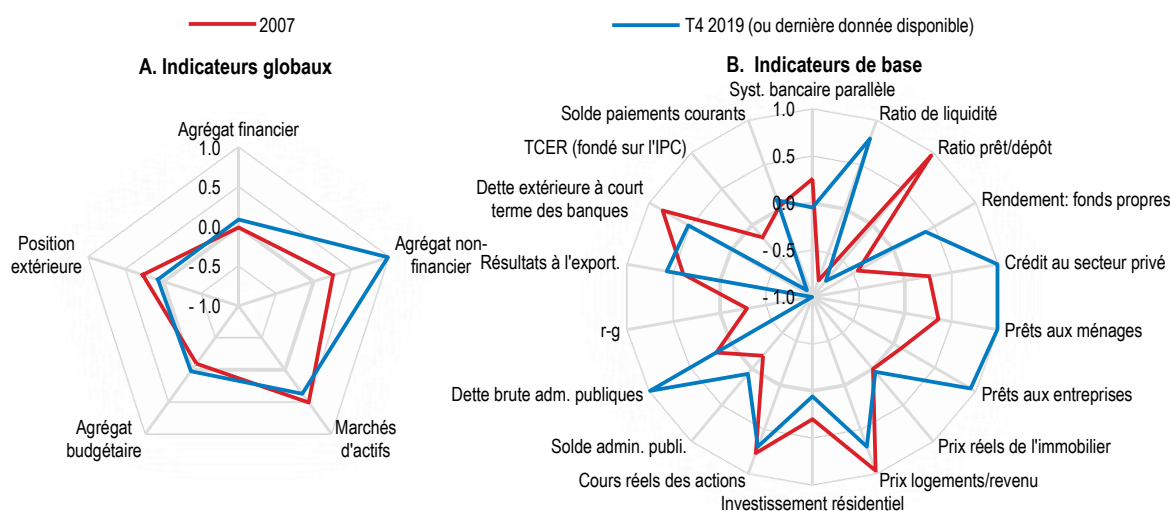 2007
T4 2019 (ou dernière donnée disponible)
A. Indicateurs globaux
Agrégat financier
1.0
0.5
0.0
- 0.5
- 1.0
Agrégat non-
financier
Marchés
d'actifs
Agrégat
budgétaire
Position
extérieure
B. Indicateurs de base
Syst. bancaire parallèle
1.0
0.5
0.0
- 0.5
- 1.0
Ratio de liquidité
Ratio prêt/dépôt
Rendement: fonds propres
Crédit au secteur privé
Prêts aux ménages
Prêts aux entreprises
Prix réels de l'immobilier
Prix logements/revenu
Investissement résidentiel
Cours réels des actions
Solde admin. publi.
Dette brute adm. publiques
r-g
Résultats à l'export.
Dette extérieure à court
terme des banques
TCER (fondé sur l'IPC)
Solde paiements courants